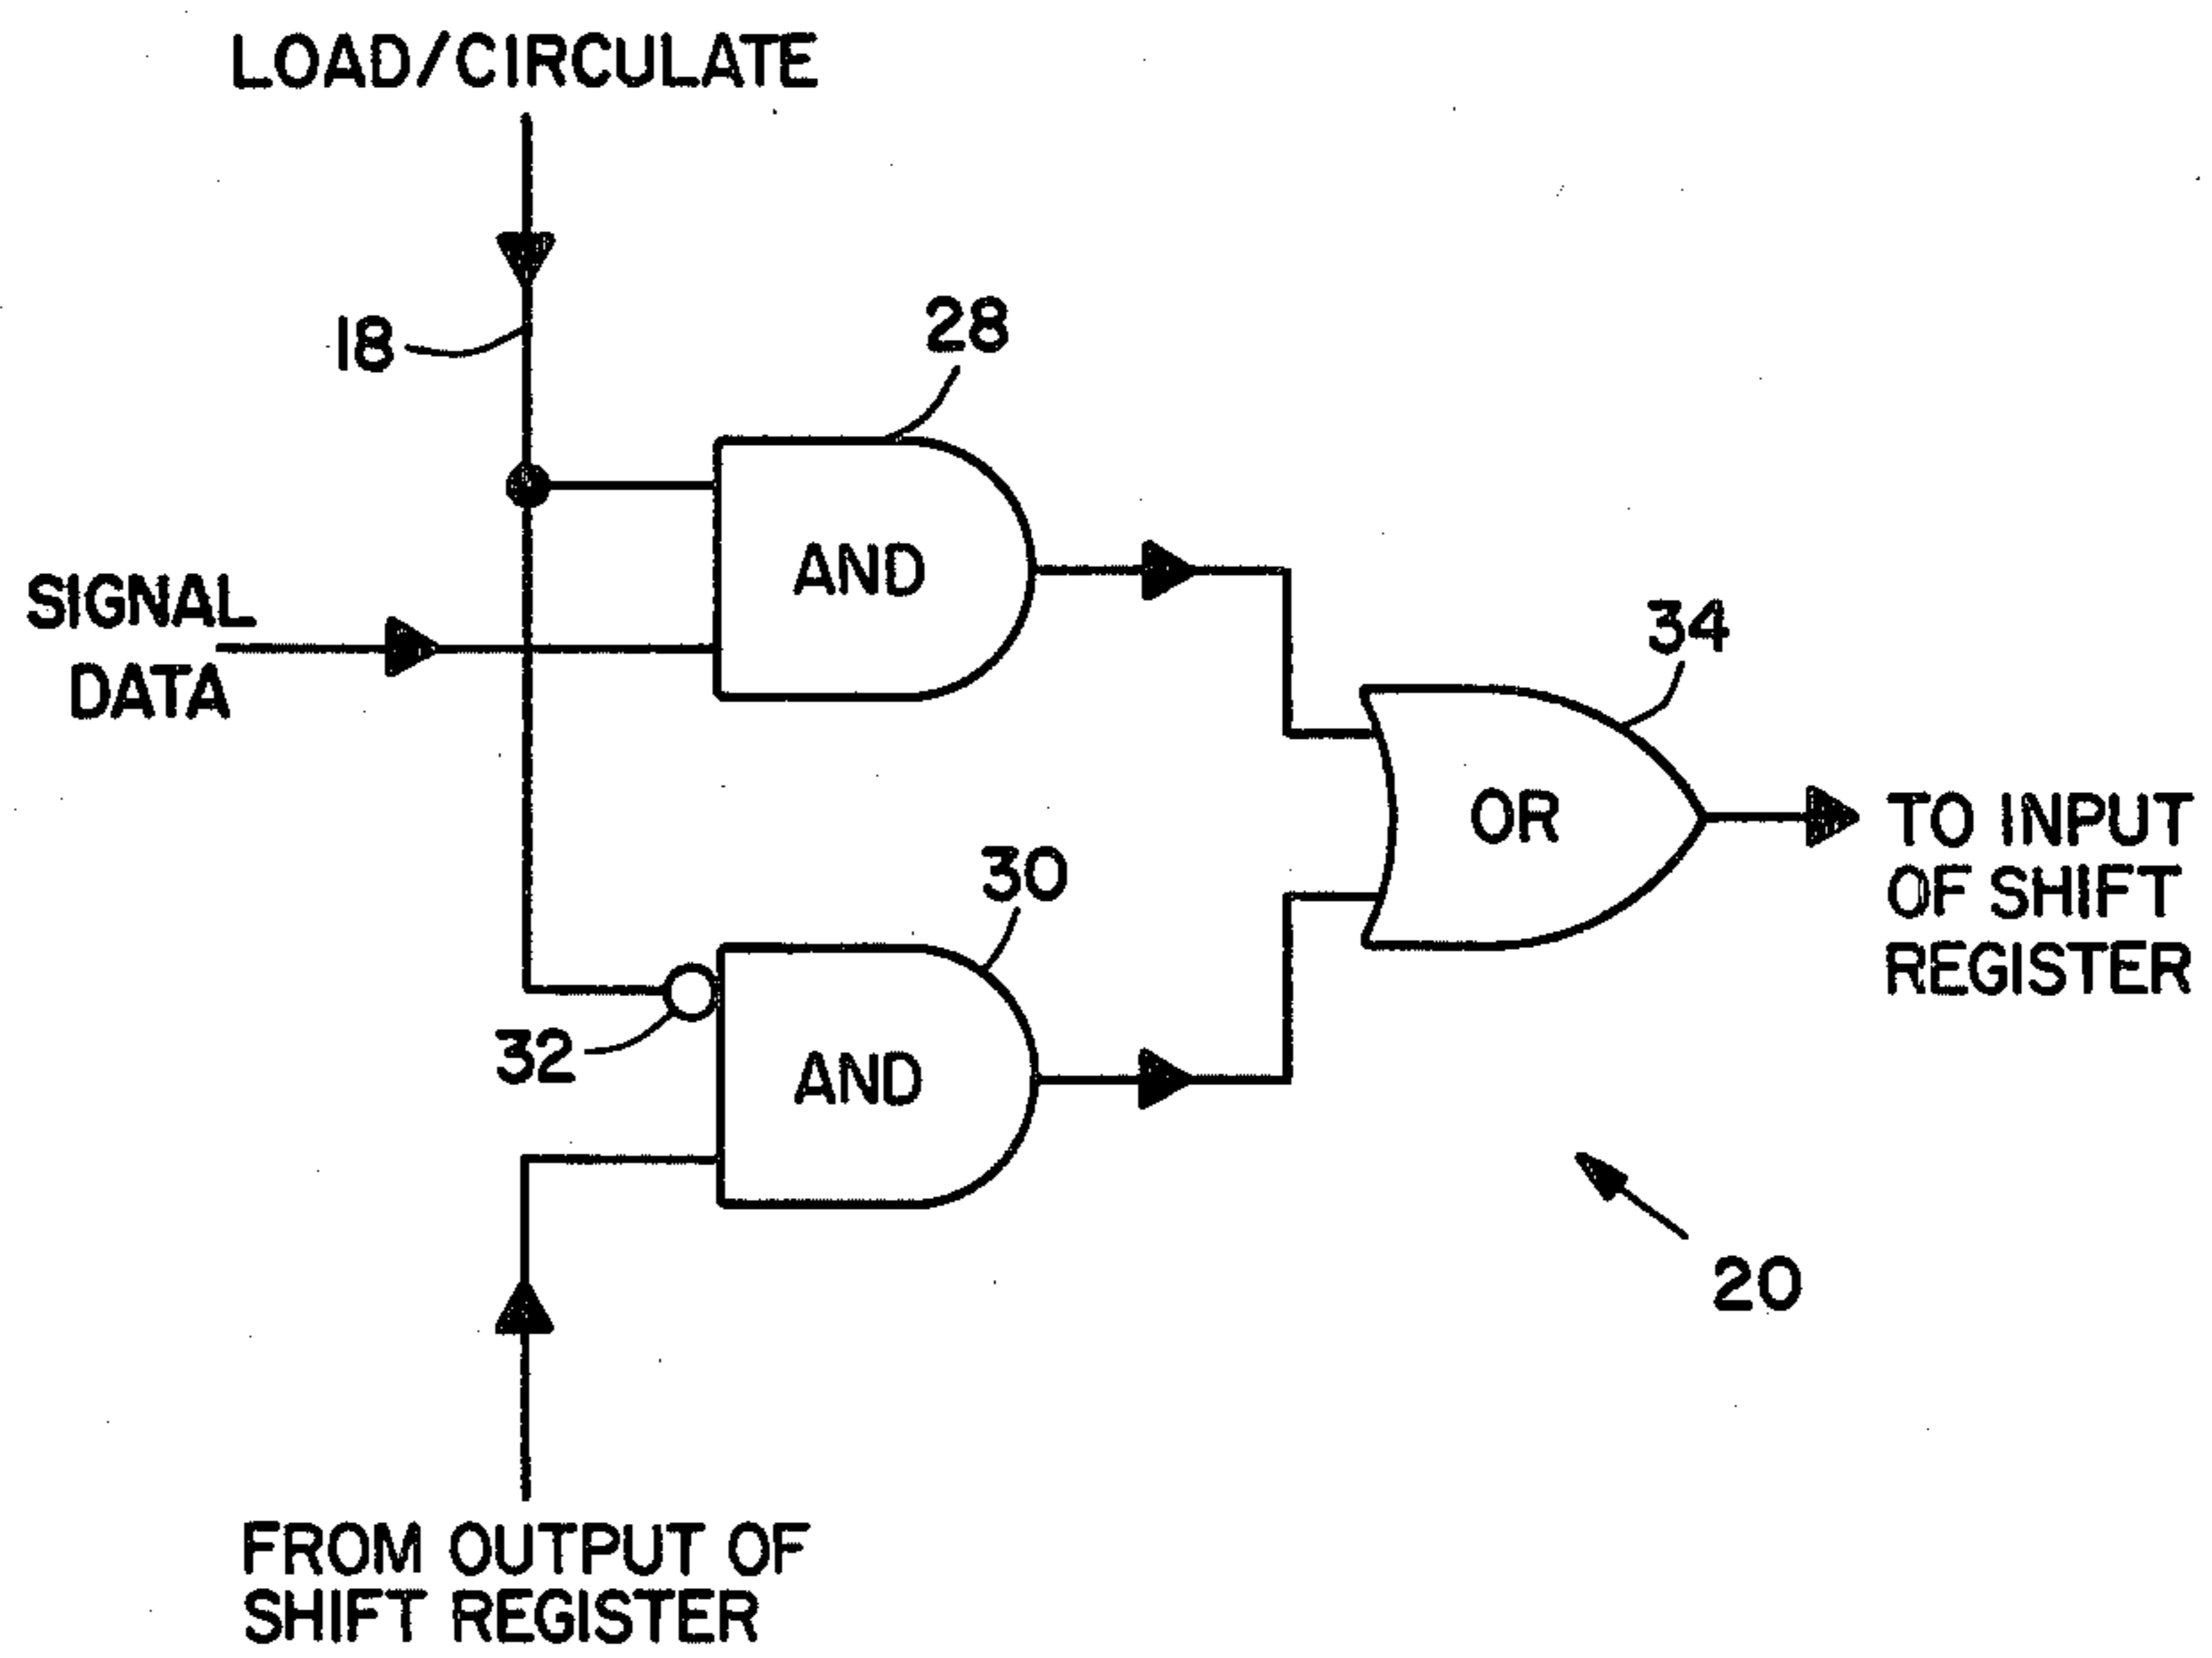 LOAD/CIRCULATE
18
28
AND
SIGNAL
DATA
34
OR
TO INPUT
OF SHIFT
REGISTER
30
32
AND
20
FROM OUTPUT OF
SHIFT REGISTER